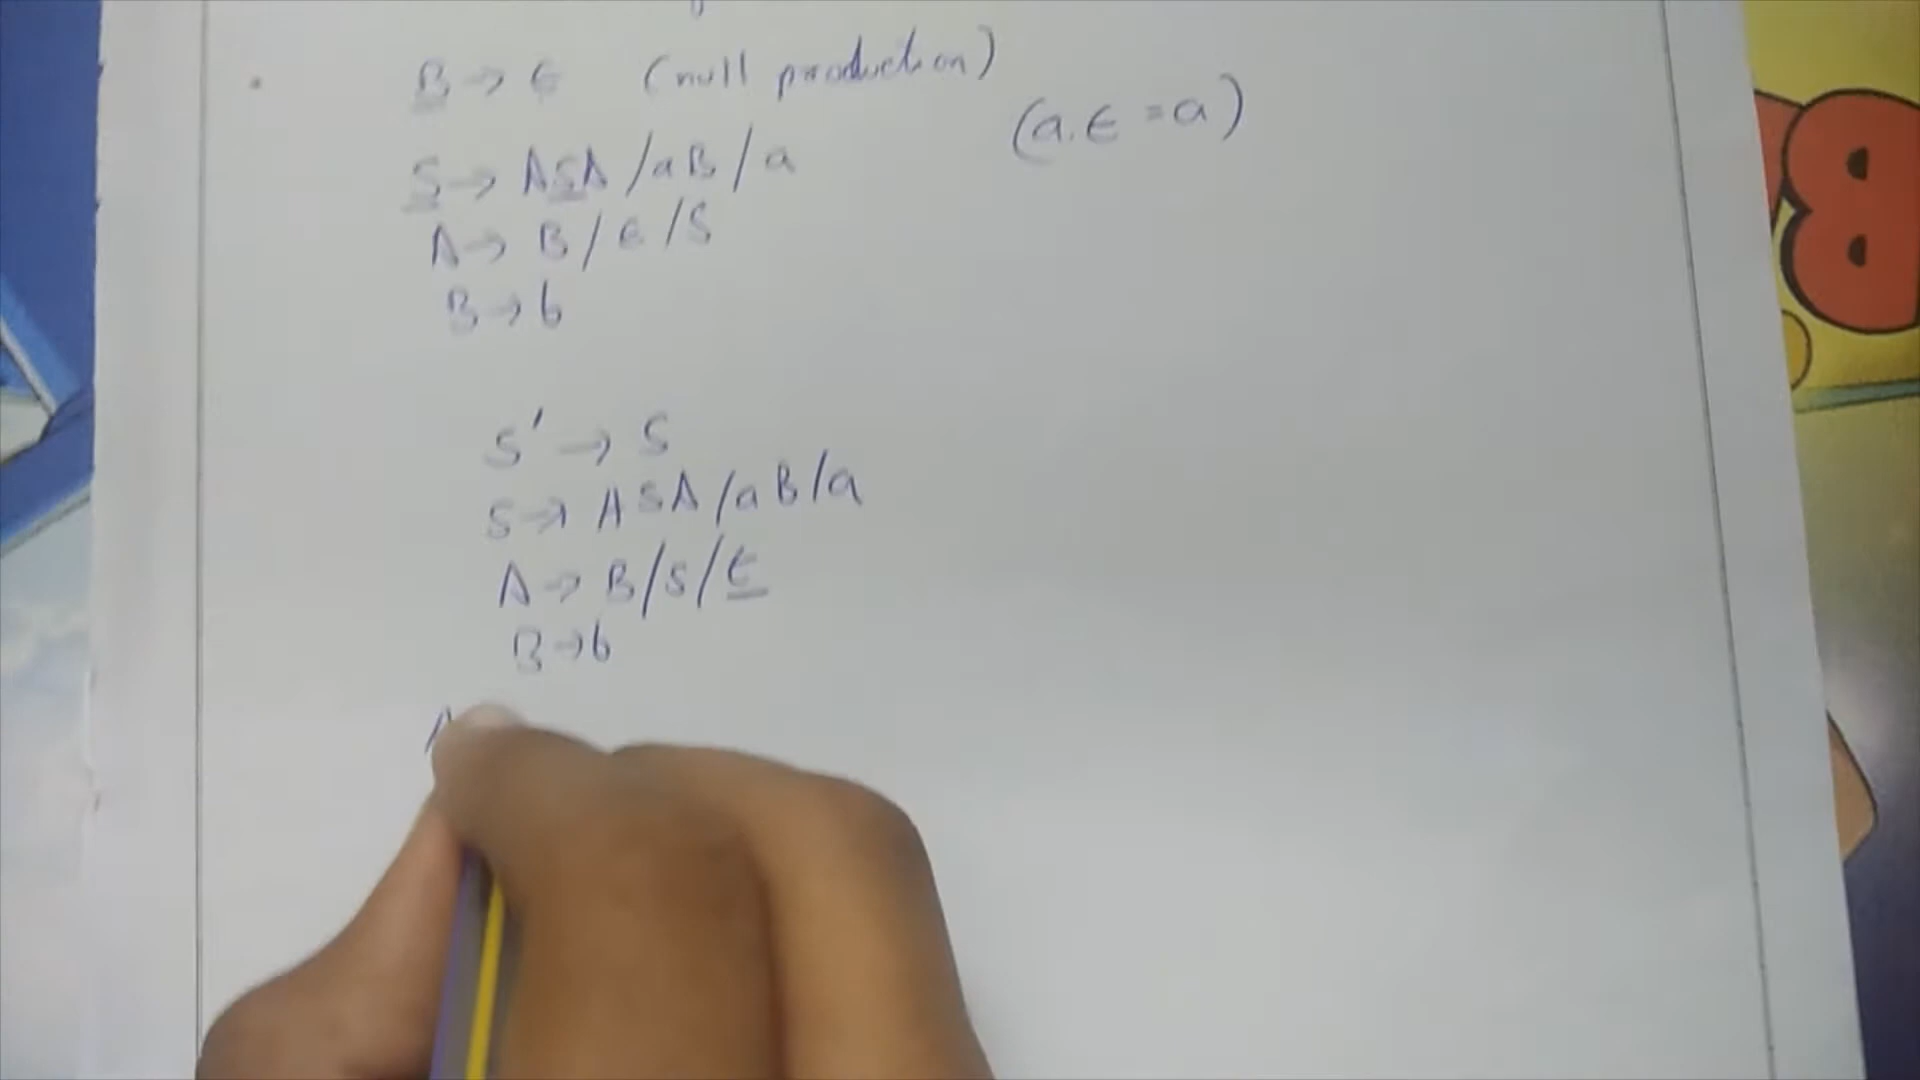 B → ε (null production)
(a.ε = a)
S → ASA / aB / a
A → B / ε / S
B → b
S' → S
S → ASA / aB / a
A → B / S / ε
B → b
A